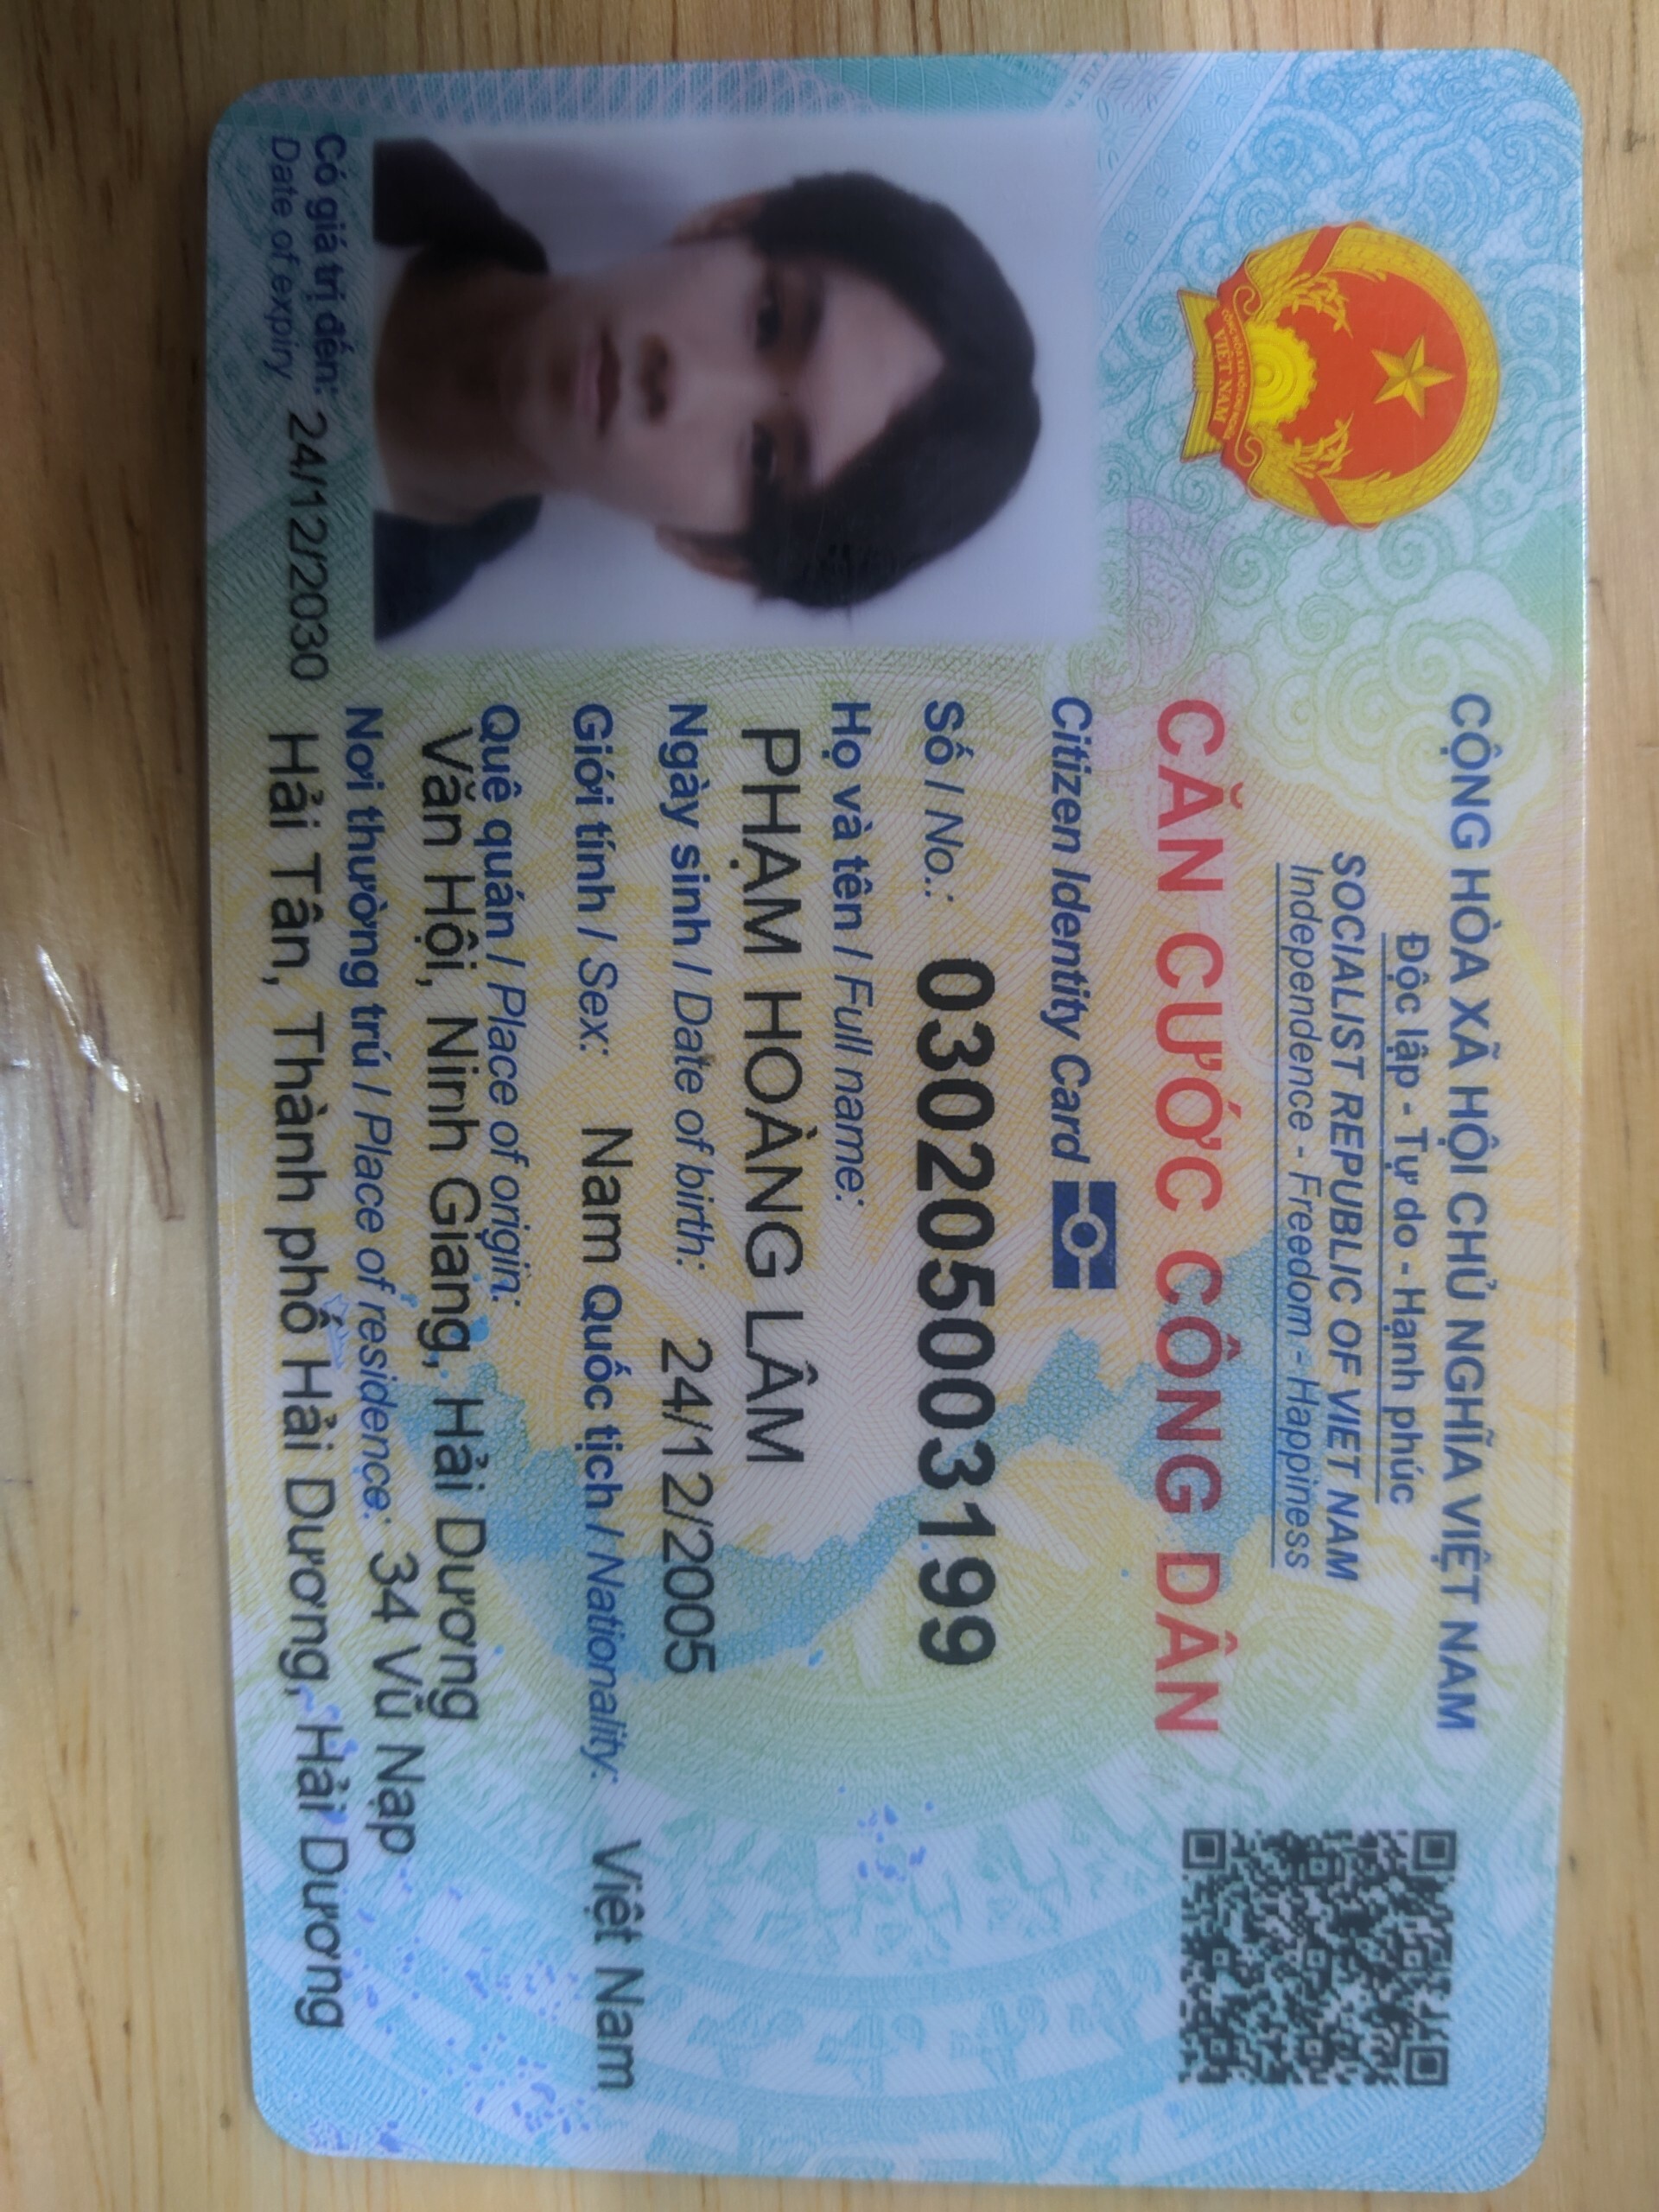 CỘNG HÒA XÃ HỘI CHỦ NGHĨA VIỆT NAM
Độc lập - Tự do - Hạnh phúc
SOCIALIST REPUBLIC OF VIET NAM
Independence - Freedom - Happiness
CĂN CƯỚC CÔNG DÂN
Citizen Identity Card
Số / No.: 030205003199
Họ và tên / Full name:
PHẠM HOÀNG LÂM
Ngày sinh / Date of birth: 24/12/2005
Giới tính / Sex: Nam Quốc tịch / Nationality: Việt Nam
Quê quán / Place of origin:
Văn Hội, Ninh Giang, Hải Dương
Nơi thường trú / Place of residence: 34 Vũ Nạp
Hải Tân, Thành phố Hải Dương, Hải Dương
Có giá trị đến: 24/12/2030
Date of expiry
VIỆT NAM